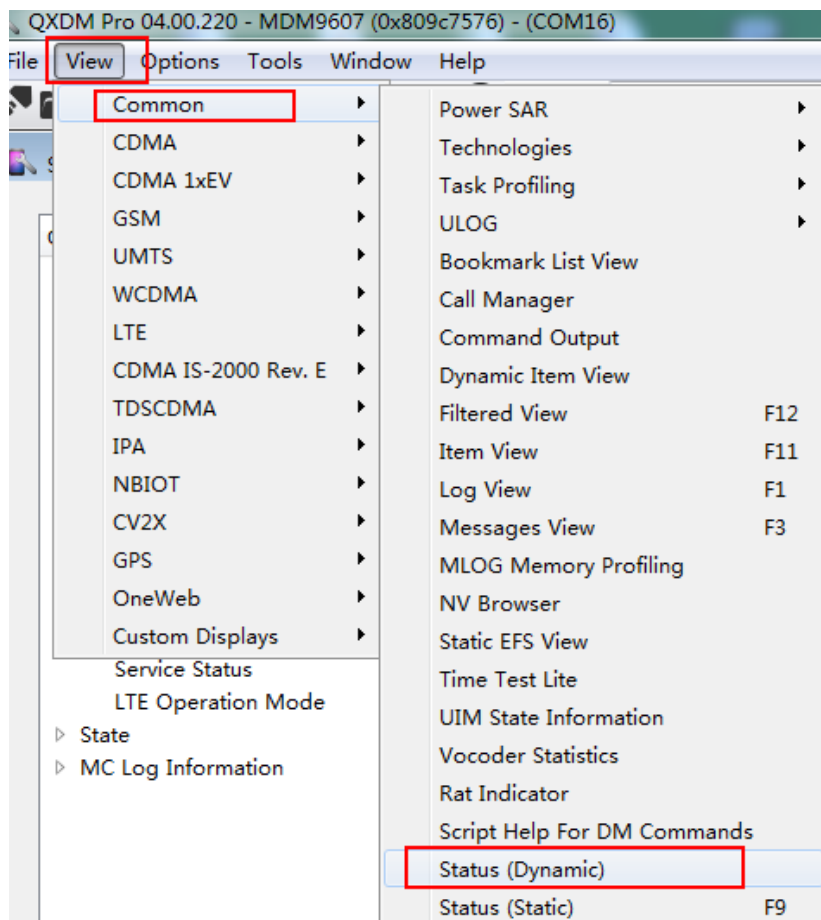 QXDM Pro 04.00.220 - MDM9607 (0x809c7576) - (COM16)
File View Options Tools Window Help
Common
CDMA
CDMA 1xEV
GSM
UMTS
WCDMA
LTE
CDMA IS-2000 Rev. E
TDSCDMA
IPA
NBIOT
CV2X
GPS
OneWeb
Custom Displays
Service Status
LTE Operation Mode
State
MC Log Information
Power SAR
Technologies
Task Profiling
ULOG
Bookmark List View
Call Manager
Command Output
Dynamic Item View
Filtered View F12
Item View F11
Log View F1
Messages View F3
MLOG Memory Profiling
NV Browser
Static EFS View
Time Test Lite
UIM State Information
Vocoder Statistics
Rat Indicator
Script Help For DM Commands
Status (Dynamic)
Status (Static) F9